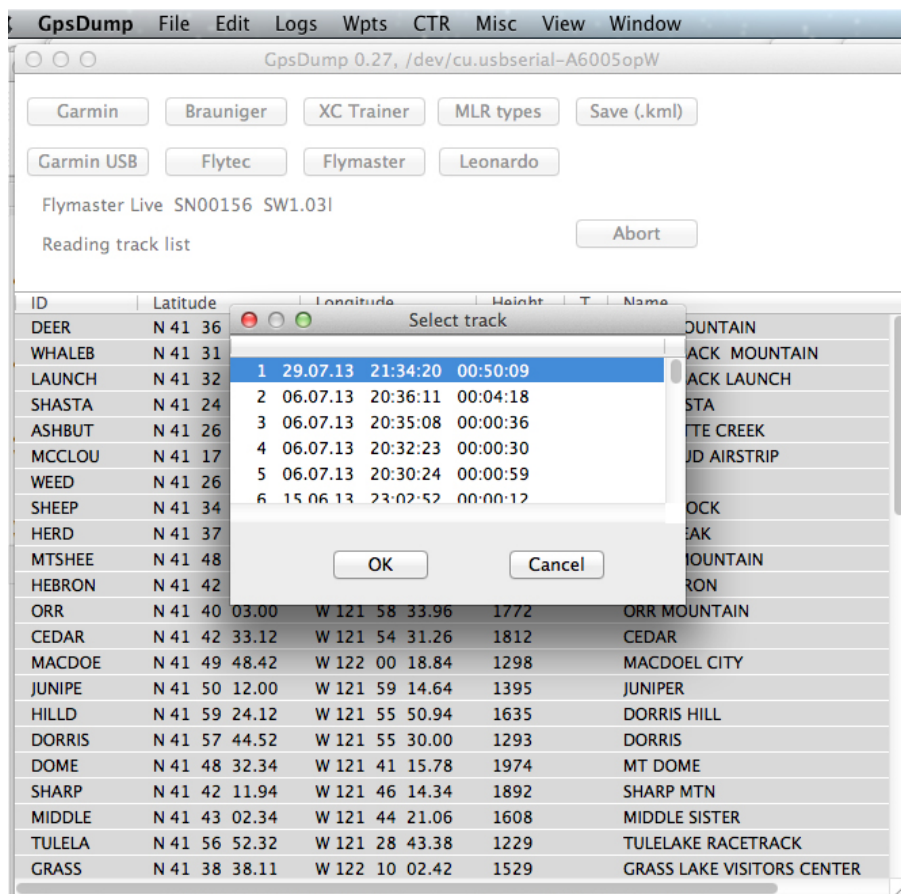 GpsDump File Edit Logs Wpts CTR Misc View Window
GpsDump 0.27, /dev/cu.usbserial-A6005opW
Garmin Brauniger XC Trainer MLR types Save (.kml)
Garmin USB Flytec Flymaster Leonardo
Flymaster Live SN00156 SW1.03l
Abort
Reading track list
ID Latitude Longitude Height T Name
Select track
1 29.07.13 21:34:20 00:50:09
2 06.07.13 20:36:11 00:04:18
3 06.07.13 20:35:08 00:00:36
4 06.07.13 20:32:23 00:00:30
5 06.07.13 20:30:24 00:00:59
6 15.06.13 23:02:52 00:00:12
OK Cancel
DEER N 41 36
WHALEB N 41 31 MOUNTAIN
LAUNCH N 41 32 LAUNCH
SHASTA N 41 24
ASHBUT N 41 26 CREEK
MCCLOU N 41 17 AIRSTRIP
WEED N 41 26
SHEEP N 41 34
HERD N 41 37
MTSHEE N 41 48
HEBRON N 41 42
ORR N 41 40 03.00 W 121 58 33.96 1772 ORR MOUNTAIN
CEDAR N 41 42 33.12 W 121 54 31.26 1812 CEDAR
MACDOE N 41 49 48.42 W 122 00 18.84 1298 MACDOEL CITY
JUNIPE N 41 50 12.00 W 121 59 14.64 1395 JUNIPER
HILLD N 41 59 24.12 W 121 55 50.94 1635 DORRIS HILL
DORRIS N 41 57 44.52 W 121 55 30.00 1293 DORRIS
DOME N 41 48 32.34 W 121 41 15.78 1974 MT DOME
SHARP N 41 42 11.94 W 121 46 14.34 1892 SHARP MTN
MIDDLE N 41 43 02.34 W 121 44 21.06 1608 MIDDLE SISTER
TULELA N 41 56 52.32 W 121 28 43.38 1229 TULELAKE RACETRACK
GRASS N 41 38 38.11 W 122 10 02.42 1529 GRASS LAKE VISITORS CENTER